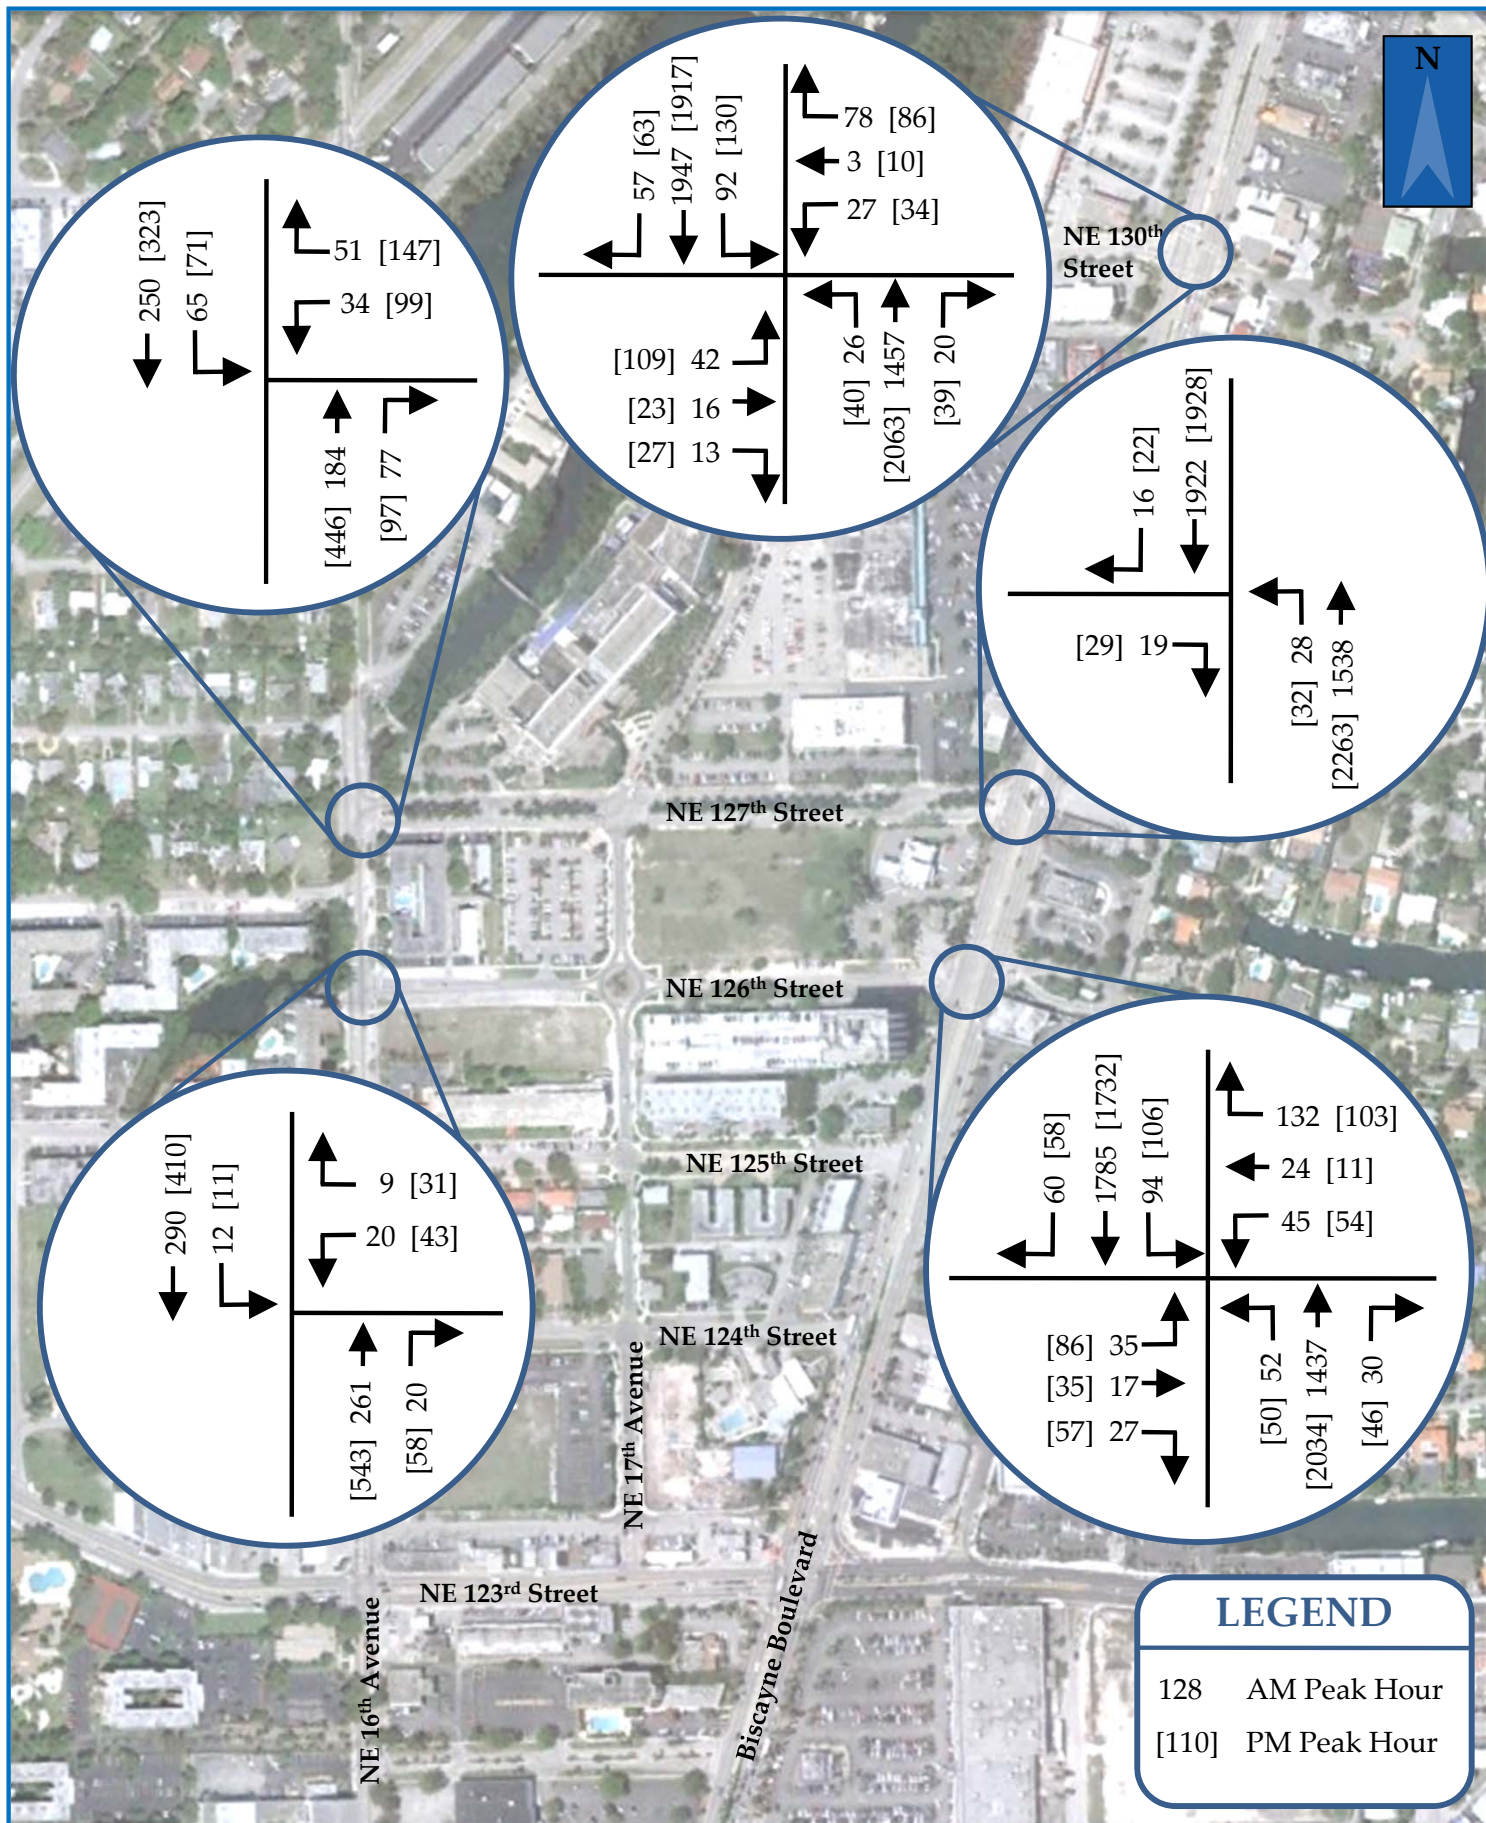 N
57 [63]
1947 [1917]
92 [130]
78 [86]
3 [10]
27 [34]
[109] 42
[23] 16
[27] 13
[40] 26
[2063] 1457
[39] 20
NE 130th
Street
250 [323]
65 [71]
51 [147]
34 [99]
[446] 184
[97] 77
16 [22]
1922 [1928]
[29] 19
[32] 28
[2263] 1538
NE 127th Street
NE 126th Street
NE 125th Street
NE 124th Street
NE 17th Avenue
290 [410]
12 [11]
9 [31]
20 [43]
[543] 261
[58] 20
60 [58]
1785 [1732]
94 [106]
132 [103]
24 [11]
45 [54]
[86] 35
[35] 17
[57] 27
[50] 52
[2034] 1437
[46] 30
NE 123rd Street
NE 16th Avenue
Biscayne Boulevard
LEGEND
128 AM Peak Hour
[110] PM Peak Hour